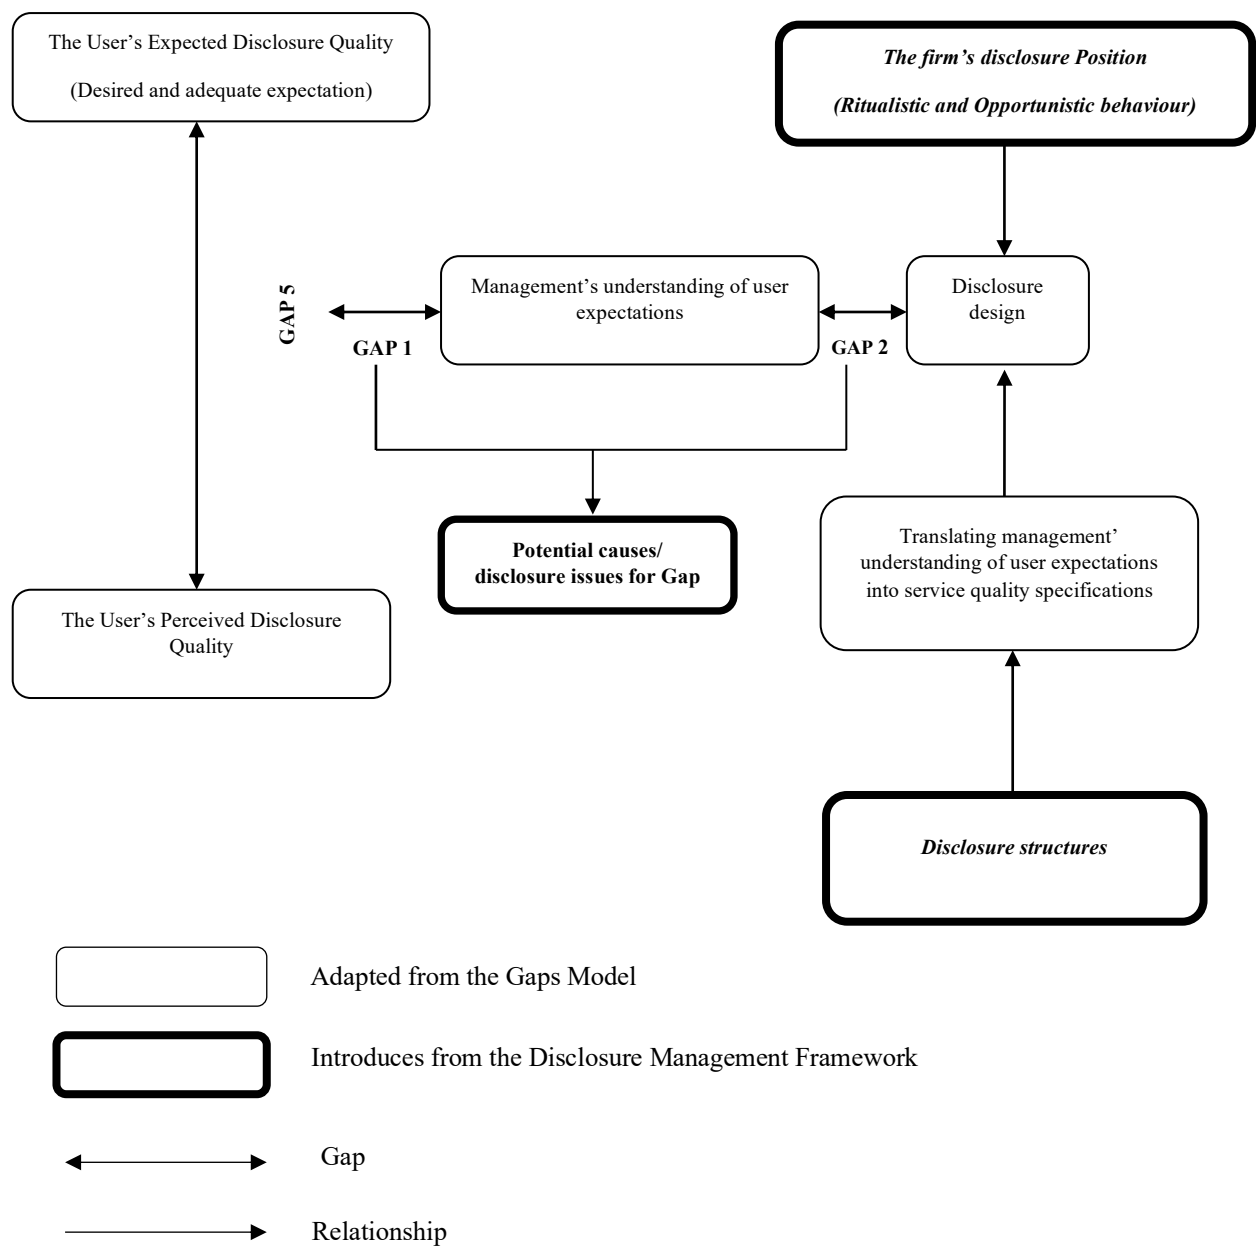 The User’s Expected Disclosure Quality
(Desired and adequate expectation)
The firm’s disclosure Position
(Ritualistic and Opportunistic behaviour)
GAP 5
GAP 1
Management’s understanding of user
expectations
GAP 2
Disclosure
design
Potential causes/
disclosure issues for Gap
Translating management’
understanding of user expectations
into service quality specifications
The User’s Perceived Disclosure
Quality
Disclosure structures
Adapted from the Gaps Model
Introduces from the Disclosure Management Framework
Gap
Relationship